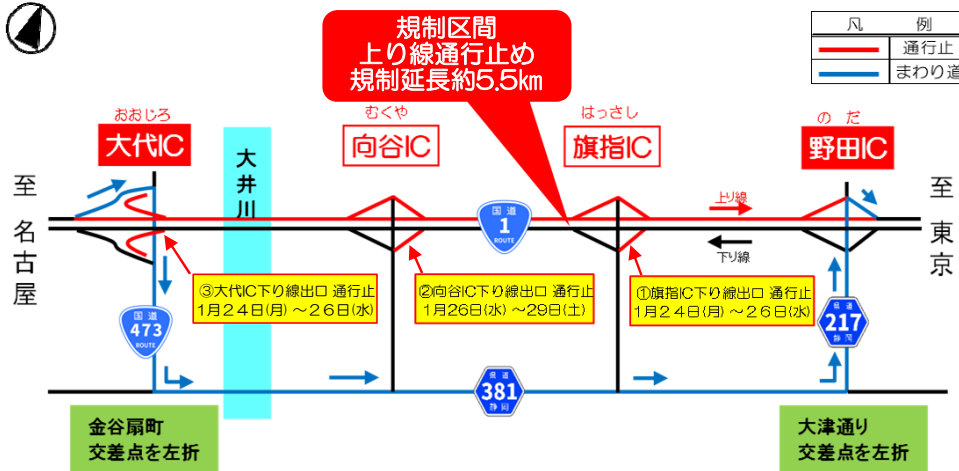 規制区間
上り線通行止め
規制延長約5.5km
凡 例
通行止
まわり道
おおじろ
大代IC
むくや
向谷IC
はっさし
旗指IC
のだ
野田IC
大井川
至 名古屋
至 東京
国道
1
ROUTE
上り線
下り線
③大代IC下り線出口 通行止
1月24日(月) ～26日(水)
②向谷IC下り線出口 通行止
1月26日(水) ～29日(土)
①旗指IC下り線出口 通行止
1月24日(月) ～26日(水)
国道
473
ROUTE
県道
217
静岡
県道
381
静岡
金谷扇町
交差点を左折
大津通り
交差点を左折